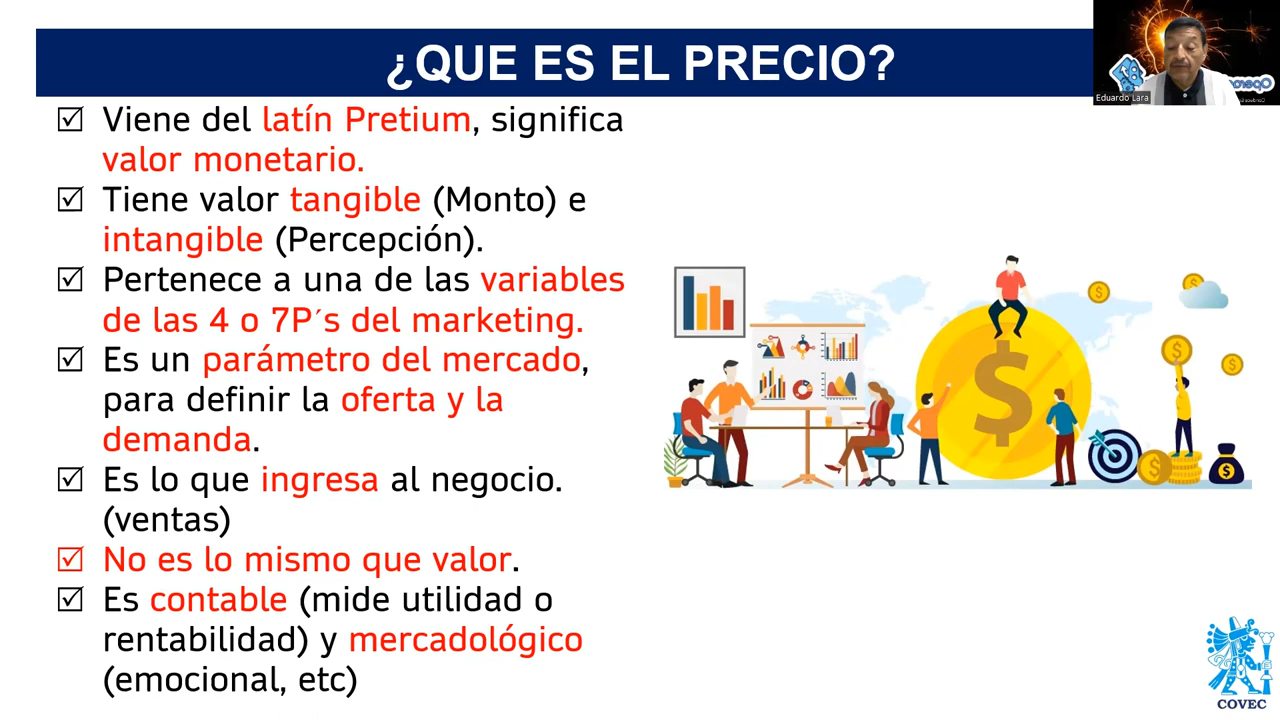 ¿QUE ES EL PRECIO?
Eduardo Lara
Viene del latín Pretium, significa
valor monetario.
Tiene valor tangible (Monto) e
intangible (Percepción).
Pertenece a una de las variables
de las 4 o 7P´s del marketing.
Es un parámetro del mercado,
para definir la oferta y la
demanda.
Es lo que ingresa al negocio.
(ventas)
No es lo mismo que valor.
Es contable (mide utilidad o
rentabilidad) y mercadológico
(emocional, etc)
COVEC